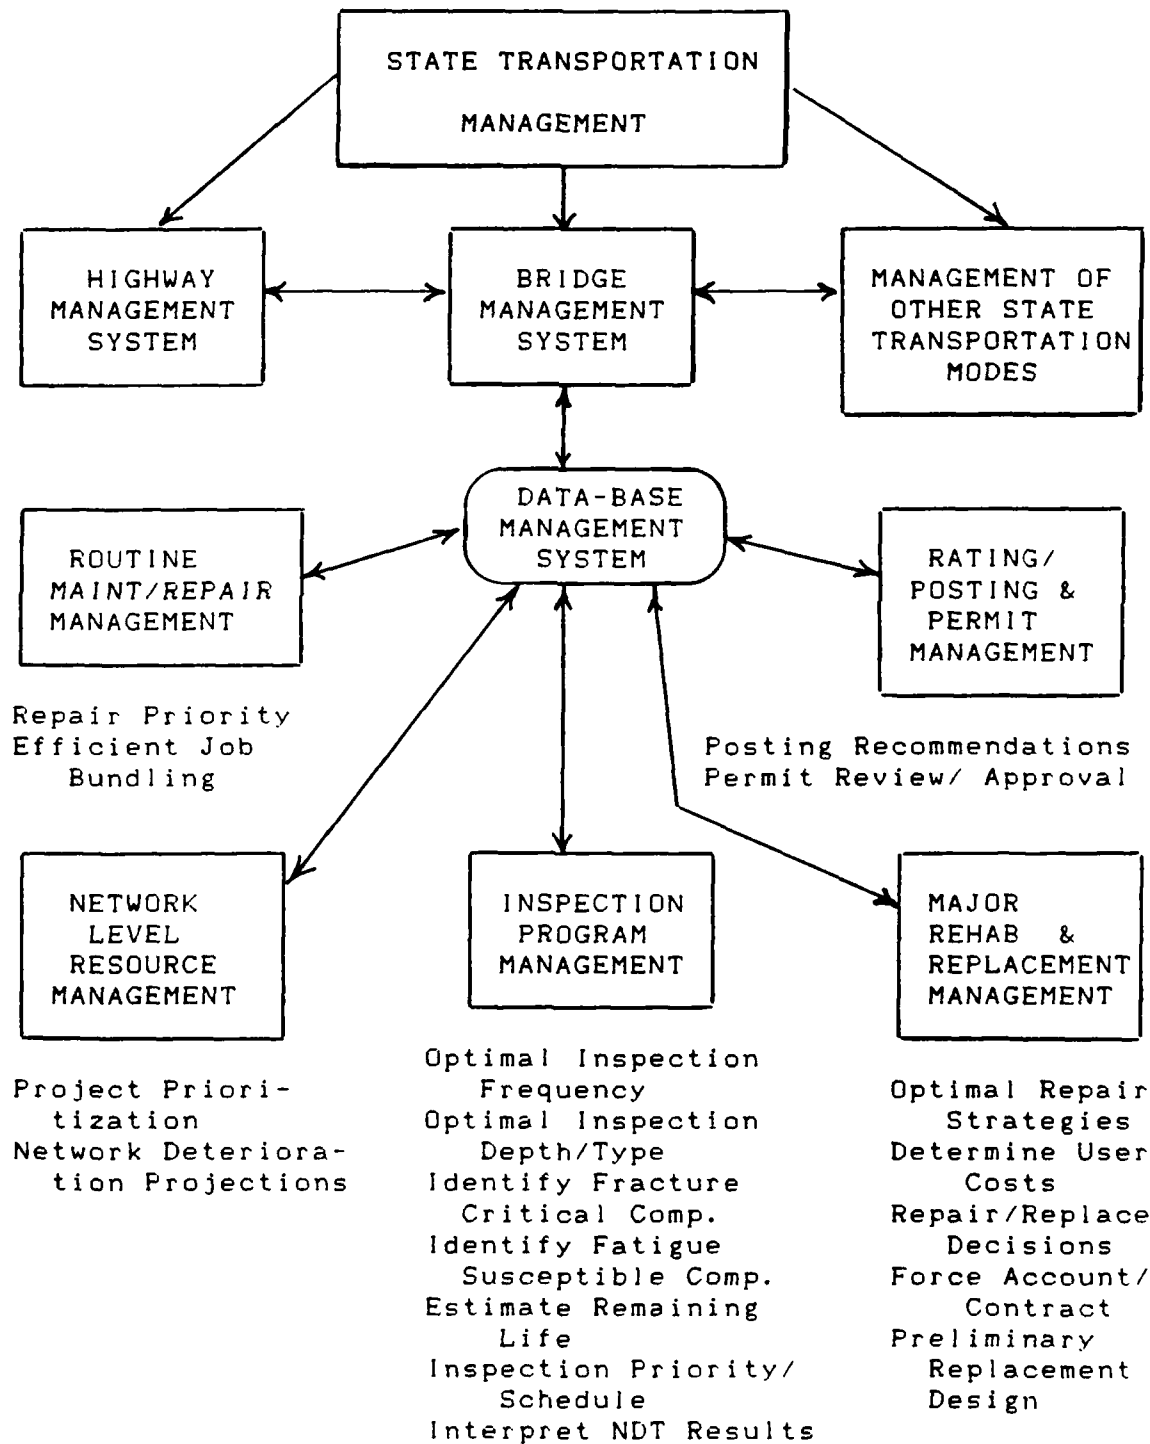 STATE TRANSPORTATION
MANAGEMENT
HIGHWAY
MANAGEMENT
SYSTEM
BRIDGE
MANAGEMENT
SYSTEM
MANAGEMENT OF
OTHER STATE
TRANSPORTATION
MODES
DATA-BASE
MANAGEMENT
SYSTEM
ROUTINE
MAINT/REPAIR
MANAGEMENT
RATING/
POSTING &
PERMIT
MANAGEMENT
Repair Priority
Efficient Job
Bundling
Posting Recommendations
Permit Review/ Approval
NETWORK
LEVEL
RESOURCE
MANAGEMENT
INSPECTION
PROGRAM
MANAGEMENT
MAJOR
REHAB &
REPLACEMENT
MANAGEMENT
Project Priori-
tization
Network Deteriora-
tion Projections
Optimal Inspection
Frequency
Optimal Inspection
Depth/Type
Identify Fracture
Critical Comp.
Identify Fatigue
Susceptible Comp.
Estimate Remaining
Life
Inspection Priority/
Schedule
Interpret NDT Results
Optimal Repair
Strategies
Determine User
Costs
Repair/Replace
Decisions
Force Account/
Contract
Preliminary
Replacement
Design